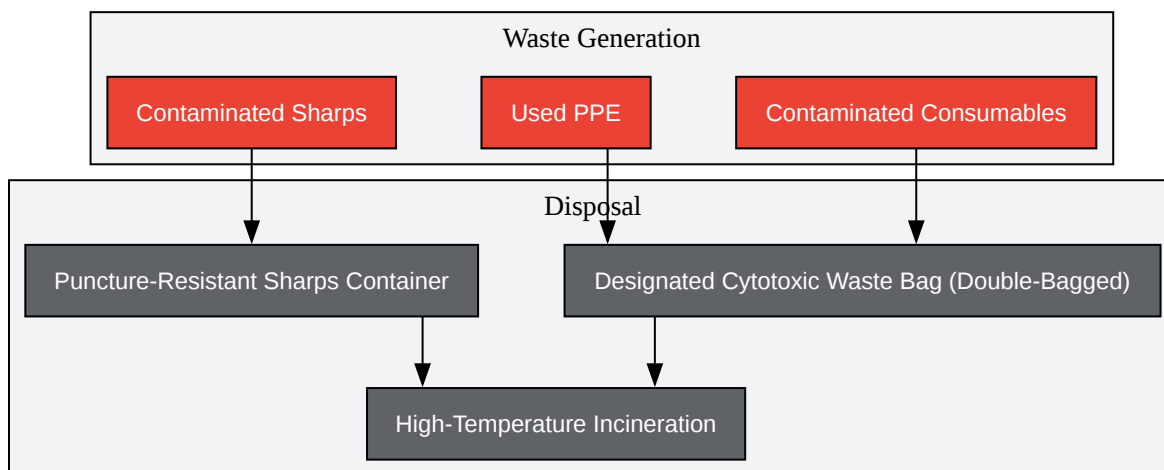 Waste Generation
Contaminated Sharps
Used PPE
Contaminated Consumables
Disposal
Puncture-Resistant Sharps Container
Designated Cytotoxic Waste Bag (Double-Bagged)
High-Temperature Incineration